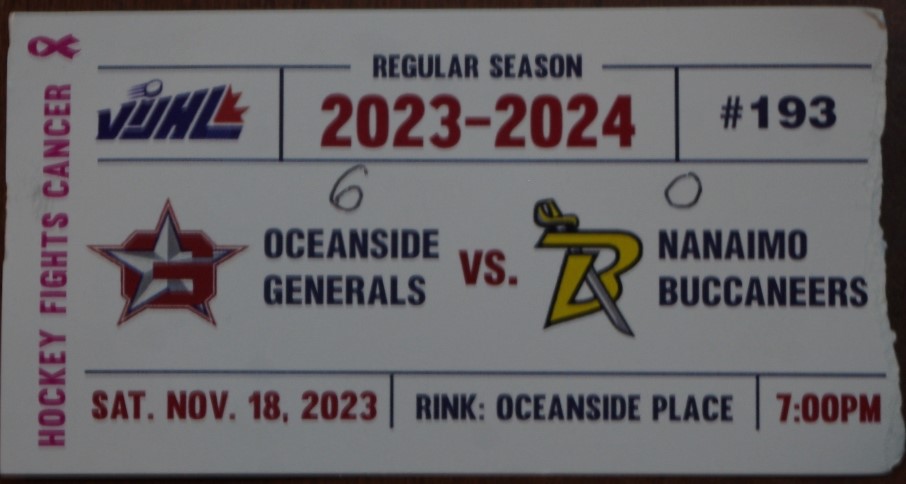 HOCKEY FIGHTS CANCER
REGULAR SEASON
VIJHL
2023-2024
#193
6
0
OCEANSIDE
GENERALS
VS.
NANAIMO
BUCCANEERS
G
B
SAT. NOV. 18, 2023
RINK: OCEANSIDE PLACE
7:00PM